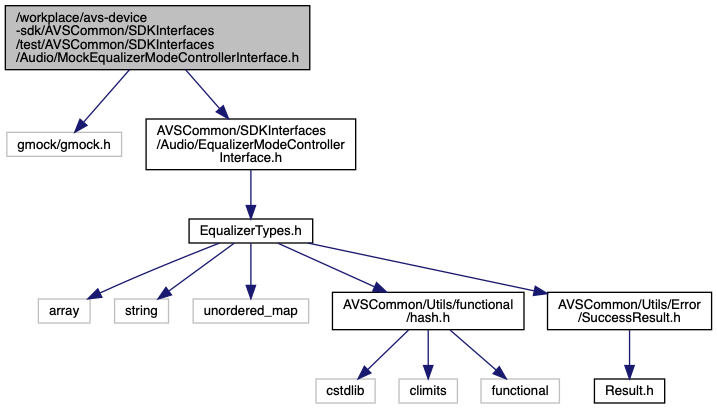 /workplace/avs-device
-sdk/AVSCommon/SDKInterfaces
/test/AVSCommon/SDKInterfaces
/Audio/MockEqualizerModeControllerInterface.h
gmock/gmock.h
AVSCommon/SDKInterfaces
/Audio/EqualizerModeController
Interface.h
EqualizerTypes.h
array
string
unordered_map
AVSCommon/Utils/functional
/hash.h
AVSCommon/Utils/Error
/SuccessResult.h
cstdlib
climits
functional
Result.h